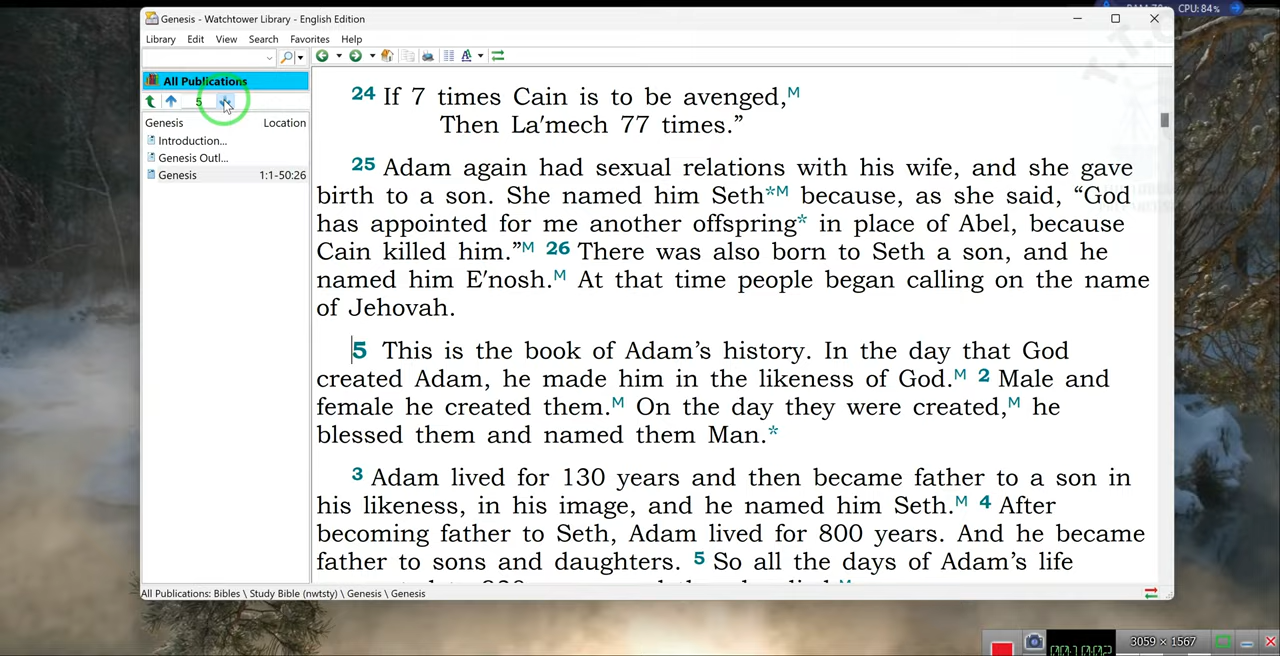 CPU: 84%
Genesis - Watchtower Library - English Edition
Library Edit View Search Favorites Help
All Publications
5
Genesis Location
Introduction...
Genesis Outl...
Genesis 1:1-50:26
24 If 7 times Cain is to be avenged,M
Then Laʹmech 77 times.”
25 Adam again had sexual relations with his wife, and she gave
birth to a son. She named him Seth*M because, as she said, “God
has appointed for me another offspring* in place of Abel, because
Cain killed him.”M 26 There was also born to Seth a son, and he
named him Eʹnosh.M At that time people began calling on the name
of Jehovah.
5 This is the book of Adam’s history. In the day that God
created Adam, he made him in the likeness of God.M 2 Male and
female he created them.M On the day they were created,M he
blessed them and named them Man.*
3 Adam lived for 130 years and then became father to a son in
his likeness, in his image, and he named him Seth.M 4 After
becoming father to Seth, Adam lived for 800 years. And he became
father to sons and daughters. 5 So all the days of Adam’s life
All Publications: Bibles \ Study Bible (nwtsty) \ Genesis \ Genesis
3059 × 1567